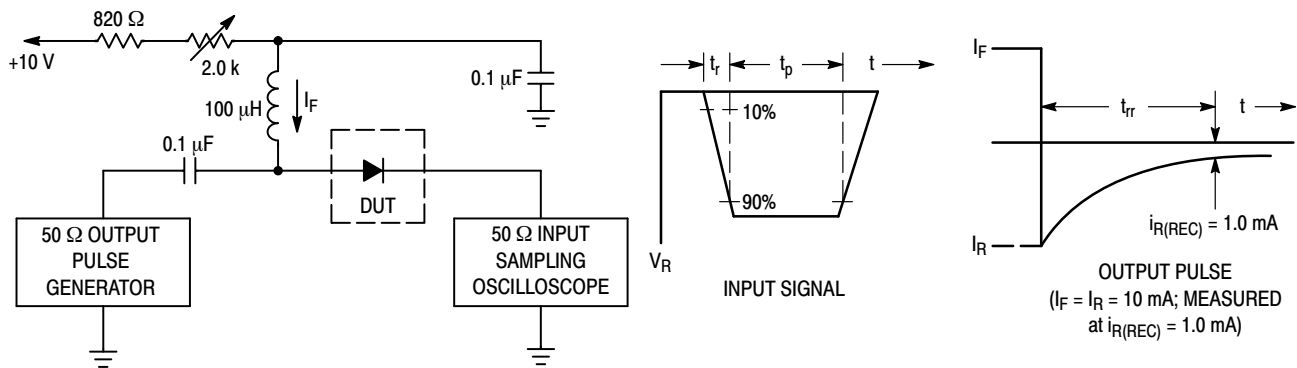 820 Ω
+10 V
2.0 k
100 µH
I_F
0.1 µF
0.1 µF
DUT
50 Ω OUTPUT
PULSE
GENERATOR
50 Ω INPUT
SAMPLING
OSCILLOSCOPE
t_r
t_p
t
10%
90%
V_R
INPUT SIGNAL
I_F
t_rr
t
I_R
i_R(REC) = 1.0 mA
OUTPUT PULSE
(I_F = I_R = 10 mA; MEASURED
at i_R(REC) = 1.0 mA)